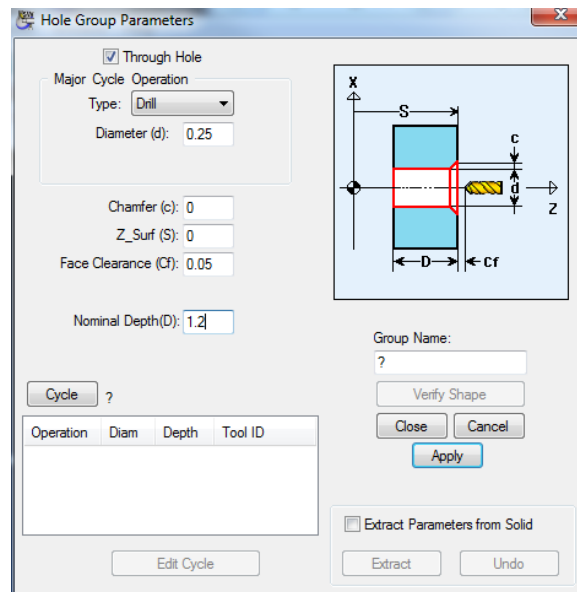 Hole Group Parameters
x
Through Hole
Major Cycle Operation
Type: Drill
Diameter (d): 0.25
Chamfer (c): 0
Z_Surf (S): 0
Face Clearance (Cf): 0.05
Nominal Depth(D): 1.2
X
S
c
d
Z
D
Cf
Group Name:
?
Cycle ?
Verify Shape
Close Cancel
Apply
Operation Diam Depth Tool ID
Edit Cycle
Extract Parameters from Solid
Extract Undo